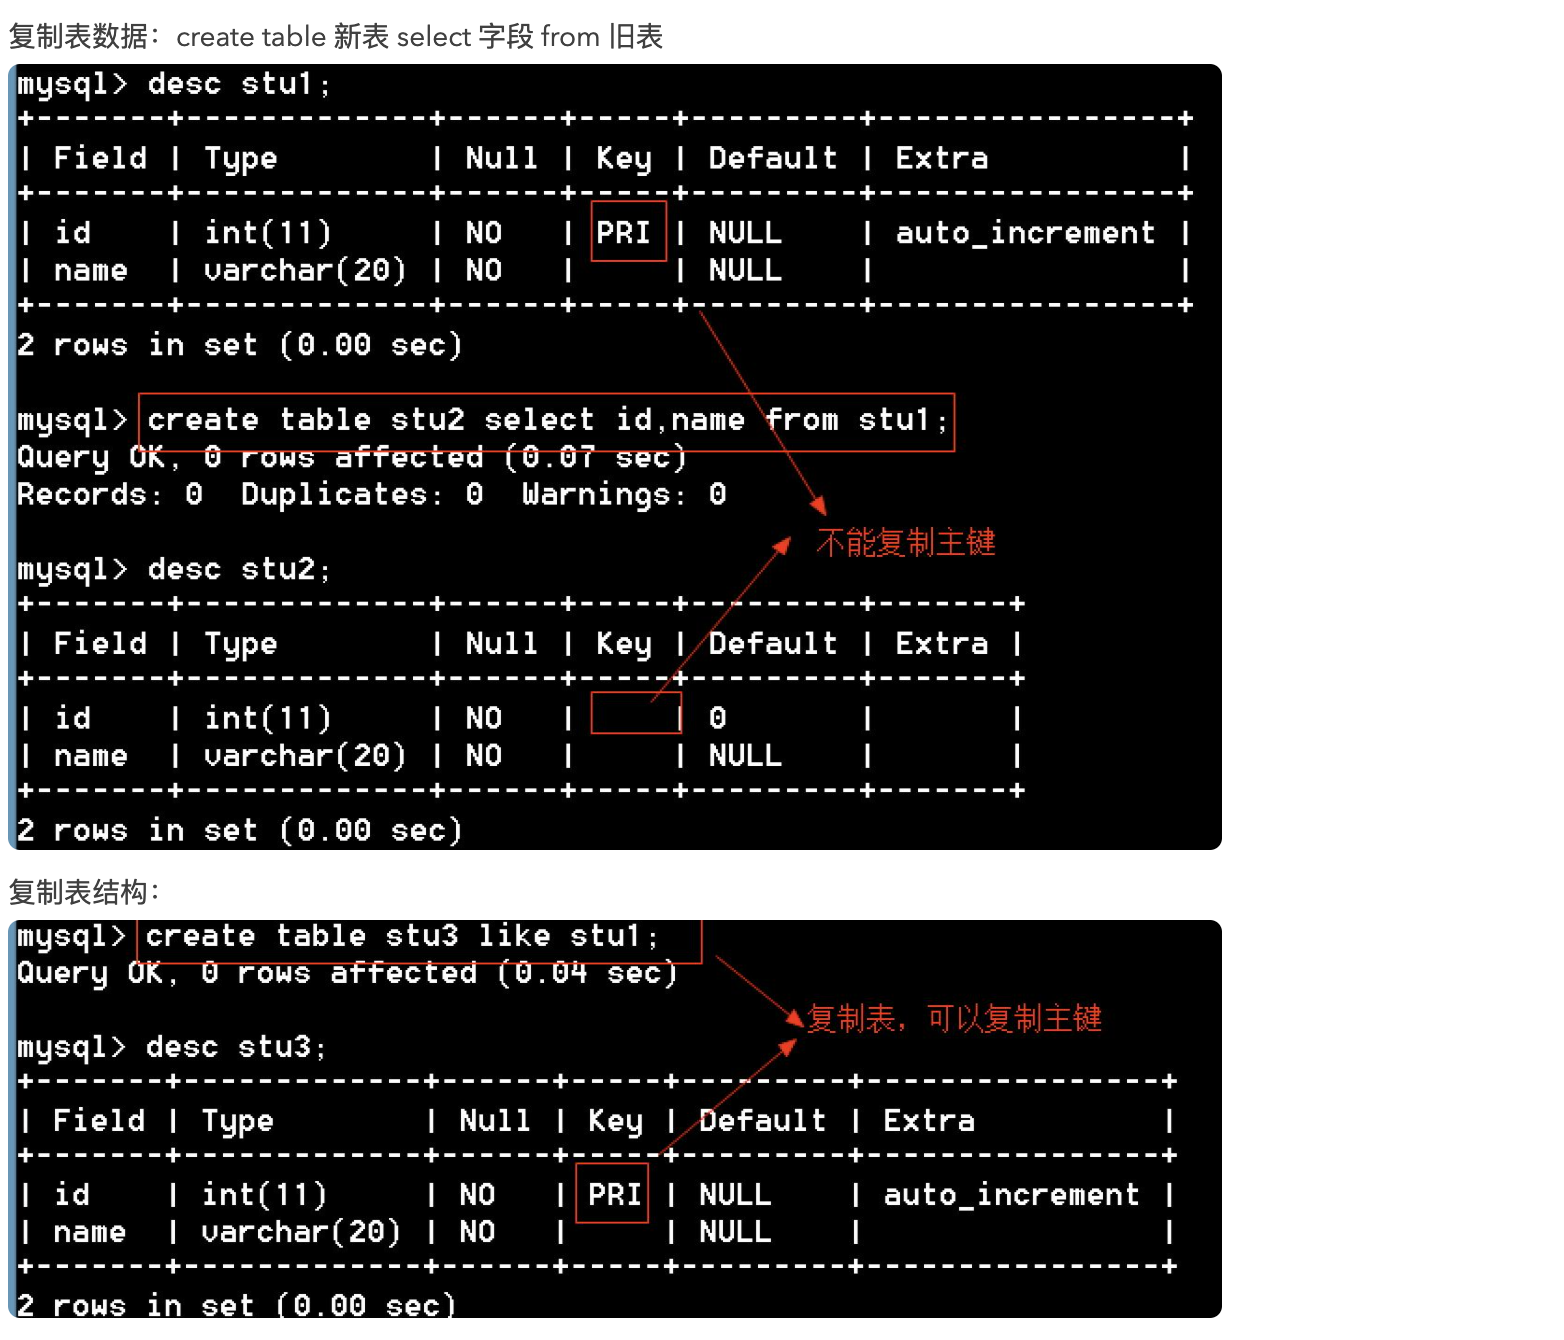 复制表数据：create table 新表 select 字段 from 旧表
mysql> desc stu1;
+-------+-------------+------+-----+---------+----------------+
| Field | Type        | Null | Key | Default | Extra          |
+-------+-------------+------+-----+---------+----------------+
| id    | int(11)     | NO   | PRI | NULL    | auto_increment |
| name  | varchar(20) | NO   |     | NULL    |                |
+-------+-------------+------+-----+---------+----------------+
2 rows in set (0.00 sec)
mysql> create table stu2 select id,name from stu1;
Query OK, 0 rows affected (0.07 sec)
Records: 0  Duplicates: 0  Warnings: 0
不能复制主键
mysql> desc stu2;
+-------+-------------+------+-----+---------+-------+
| Field | Type        | Null | Key | Default | Extra |
+-------+-------------+------+-----+---------+-------+
| id    | int(11)     | NO   |     | 0       |       |
| name  | varchar(20) | NO   |     | NULL    |       |
+-------+-------------+------+-----+---------+-------+
2 rows in set (0.00 sec)
复制表结构：
mysql> create table stu3 like stu1;
Query OK, 0 rows affected (0.04 sec)
复制表，可以复制主键
mysql> desc stu3;
+-------+-------------+------+-----+---------+----------------+
| Field | Type        | Null | Key | Default | Extra          |
+-------+-------------+------+-----+---------+----------------+
| id    | int(11)     | NO   | PRI | NULL    | auto_increment |
| name  | varchar(20) | NO   |     | NULL    |                |
+-------+-------------+------+-----+---------+----------------+
2 rows in set (0.00 sec)